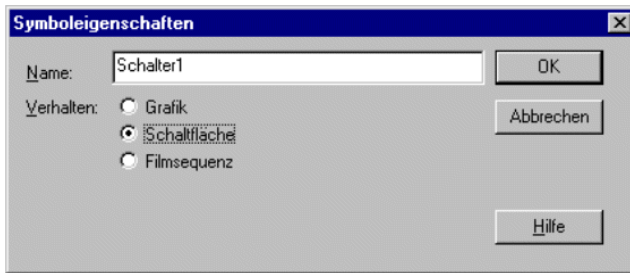 Symboleigenschaften
Name: Schalter1 OK
Verhalten: Grafik Abbrechen
Schaltfläche
Filmsequenz
Hilfe